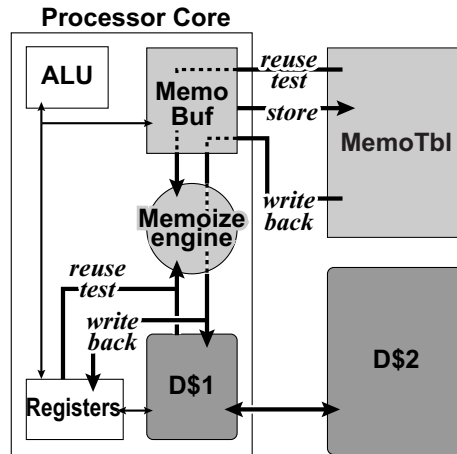 Processor Core
ALU
Memo
Buf
reuse
test
store
MemoTbl
write
back
Memoize
engine
reuse
test
write
back
Registers
D$1
D$2